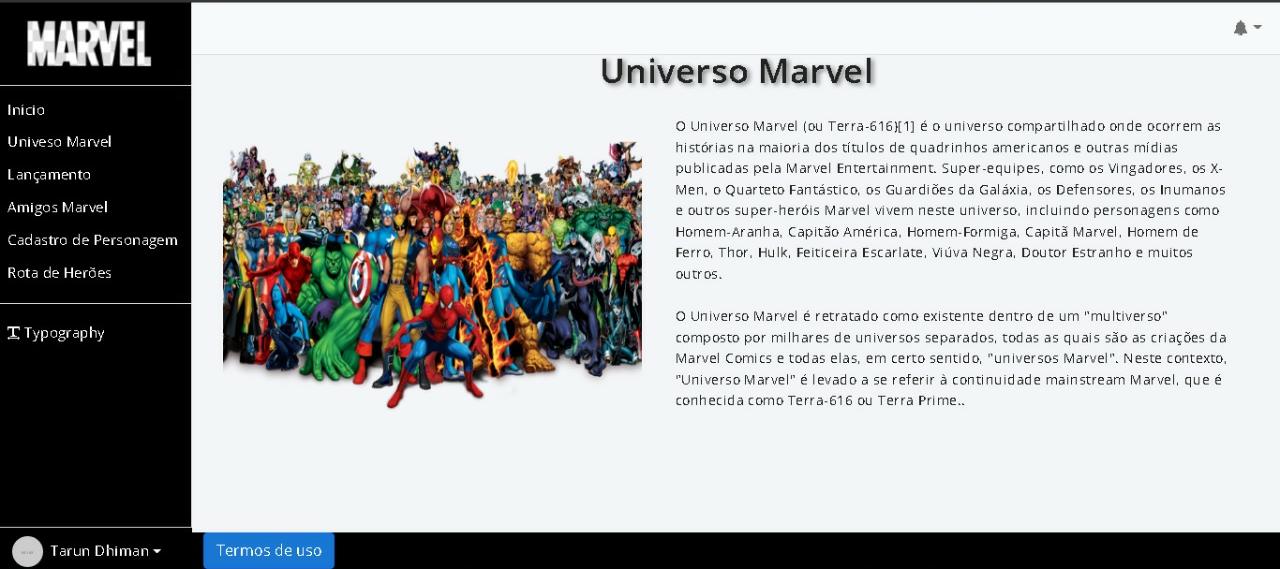 MARVEL
Inicio
Univeso Marvel
Lançamento
Amigos Marvel
Cadastro de Personagem
Rota de Herões
Typography
Tarun Dhiman
Universo Marvel
O Universo Marvel (ou Terra-616)[1] é o universo compartilhado onde ocorrem as
histórias na maioria dos títulos de quadrinhos americanos e outras mídias
publicadas pela Marvel Entertainment. Super-equipes, como os Vingadores, os X-
Men, o Quarteto Fantástico, os Guardiões da Galáxia, os Defensores, os Inumanos
e outros super-heróis Marvel vivem neste universo, incluindo personagens como
Homem-Aranha, Capitão América, Homem-Formiga, Capitã Marvel, Homem de
Ferro, Thor, Hulk, Feiticeira Escarlate, Viúva Negra, Doutor Estranho e muitos
outros.
O Universo Marvel é retratado como existente dentro de um "multiverso"
composto por milhares de universos separados, todas as quais são as criações da
Marvel Comics e todas elas, em certo sentido, "universos Marvel". Neste contexto,
"Universo Marvel" é levado a se referir à continuidade mainstream Marvel, que é
conhecida como Terra-616 ou Terra Prime..
Termos de uso